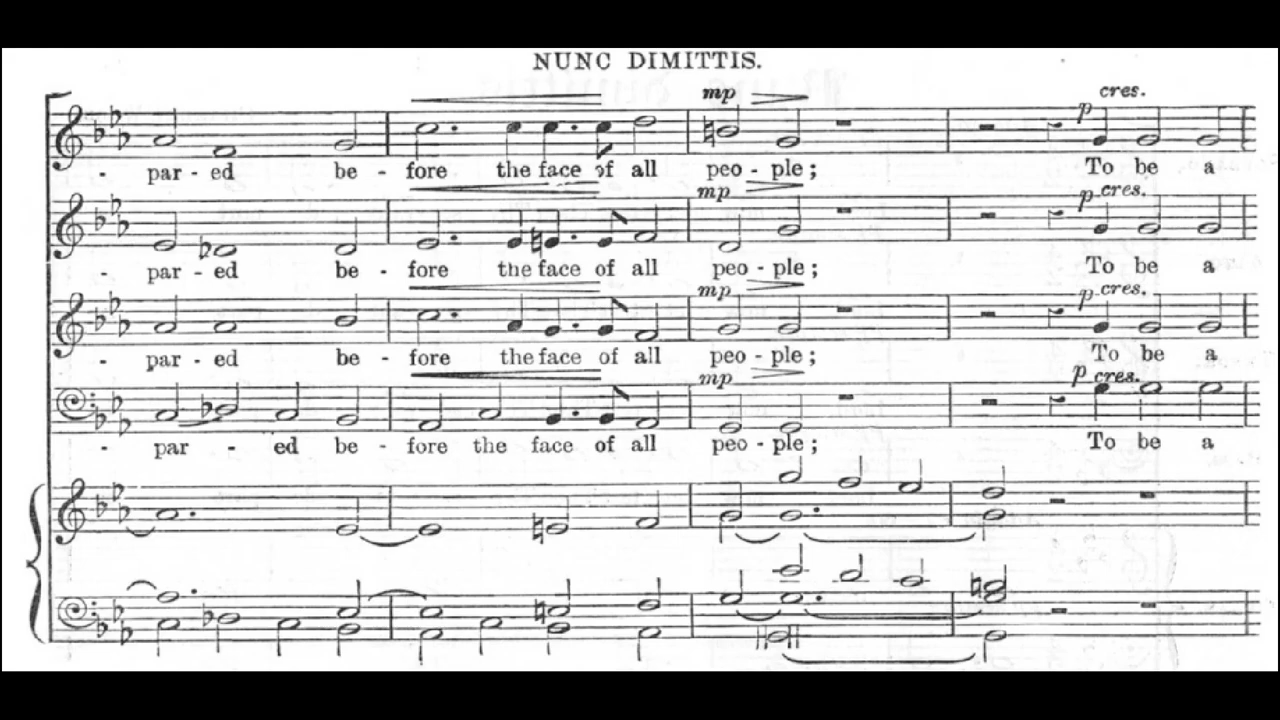 NUNC DIMITTIS.
mp cres.
p
- par - ed be - fore the face of all peo - ple; To be a
mp p cres.
- par - ed be - fore the face of all peo - ple; To be a
mp p cres.
- par - ed be - fore the face of all peo - ple; To be a
mp p cres.
- par - ed be - fore the face of all peo - ple; To be a